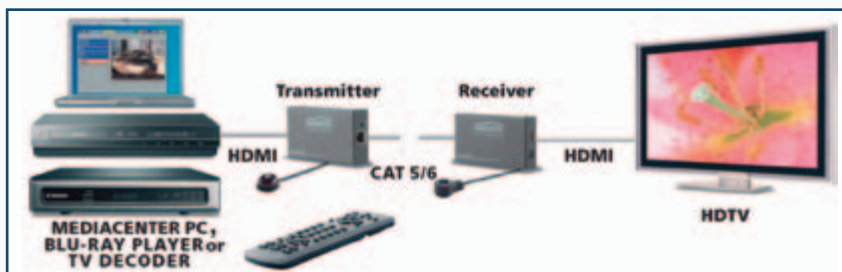 Transmitter
Receiver
HDMI
CAT 5/6
HDMI
HDTV
MEDIACENTER PC,
BLU-RAY PLAYER or
TV DECODER